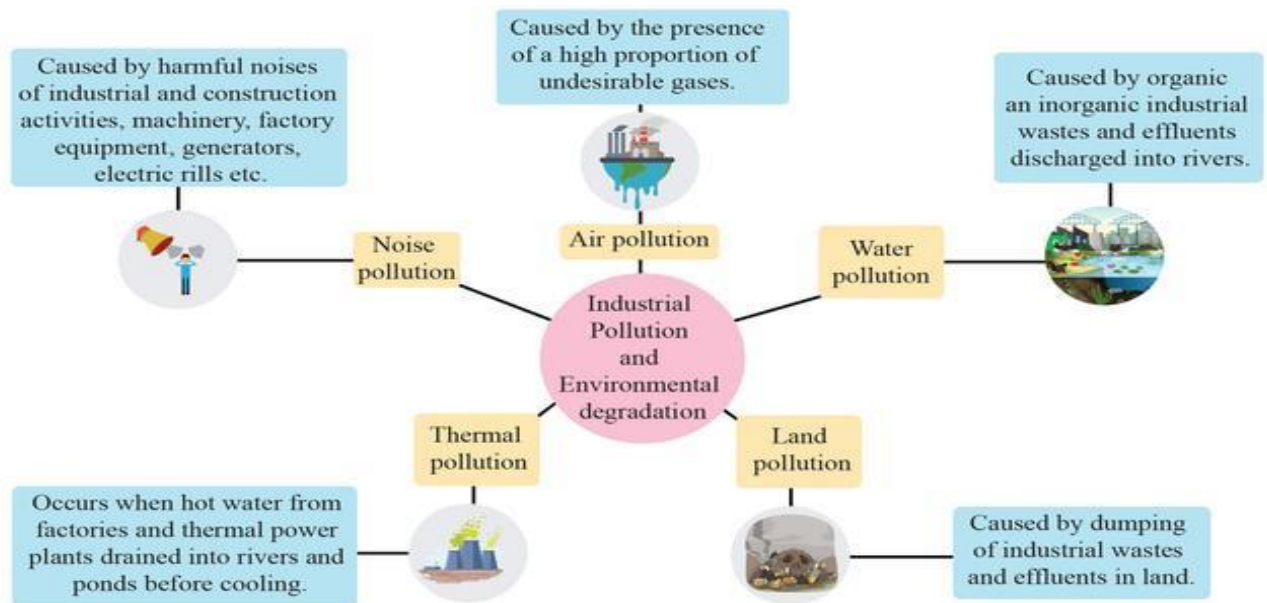 Caused by the presence
of a high proportion of
undesirable gases.
Caused by harmful noises
of industrial and construction
activities, machinery, factory
equipment, generators,
electric rills etc.
Caused by organic
an inorganic industrial
wastes and effluents
discharged into rivers.
Noise
pollution
Air pollution
Water
pollution
Industrial
Pollution
and
Environmental
degradation
Thermal
pollution
Land
pollution
Occurs when hot water from
factories and thermal power
plants drained into rivers and
ponds before cooling.
Caused by dumping
of industrial wastes
and effluents in land.